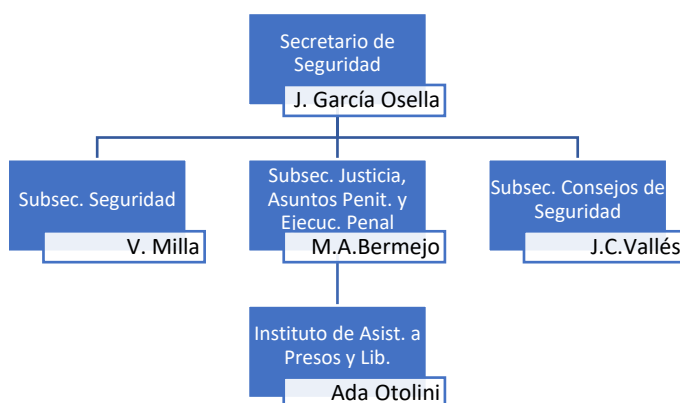 Secretario de
Seguridad
J. García Osella
Subsec. Seguridad
V. Milla
Subsec. Justicia,
Asuntos Penit. y
Ejecuc. Penal
M.A.Bermejo
Subsec. Consejos de
Seguridad
J.C.Vallés
Instituto de Asist. a
Presos y Lib.
Ada Otolini